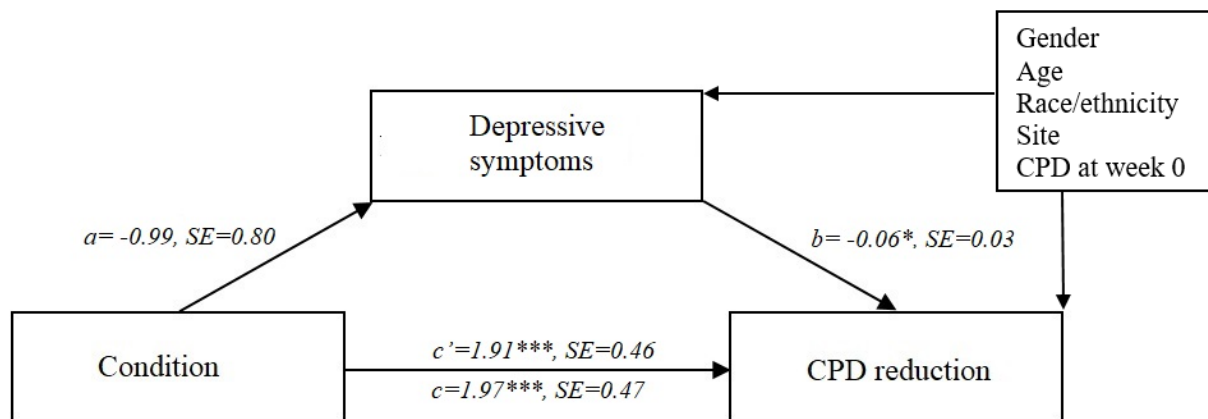 Gender
Age
Race/ethnicity
Site
CPD at week 0
Depressive
symptoms
a= -0.99, SE=0.80
b= -0.06*, SE=0.03
Condition
c’=1.91***, SE=0.46
c=1.97***, SE=0.47
CPD reduction